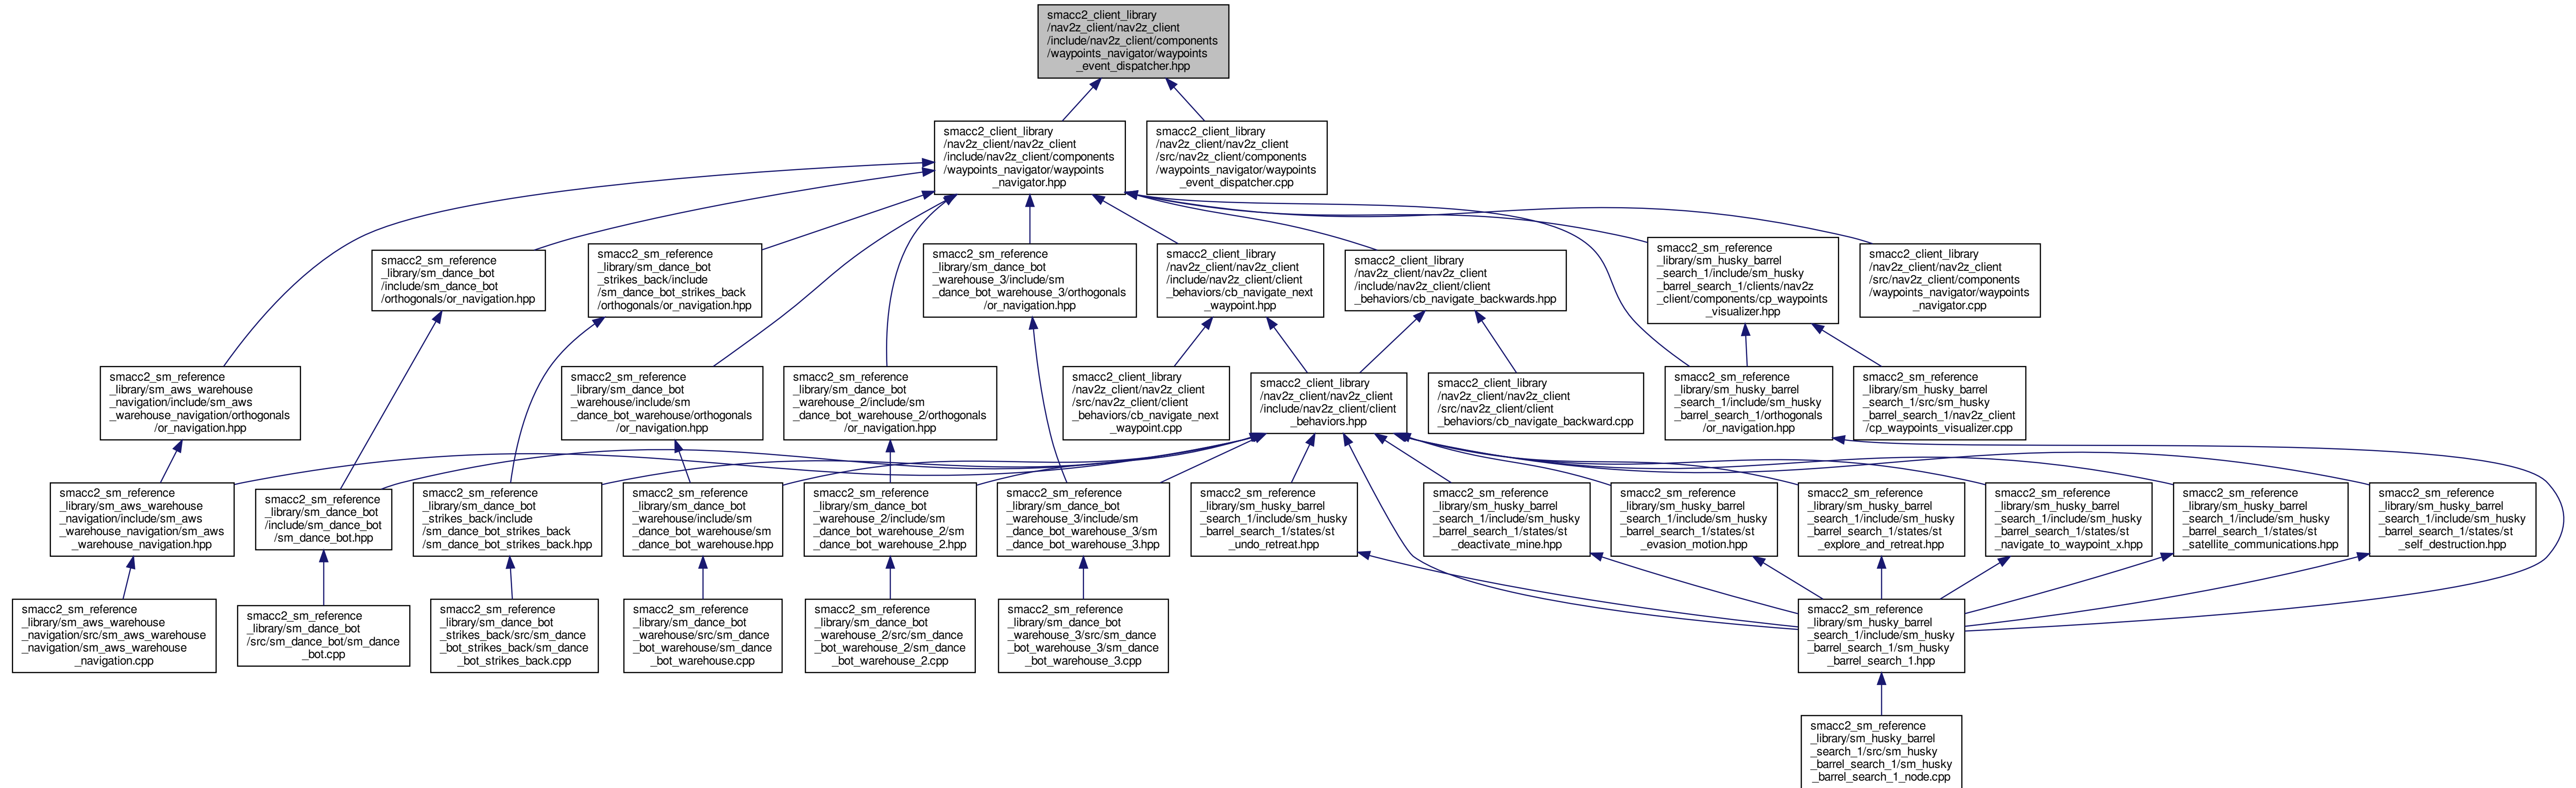 smacc2_client_library
/nav2z_client/nav2z_client
/include/nav2z_client/components
/waypoints_navigator/waypoints
_event_dispatcher.hpp
smacc2_client_library
/nav2z_client/nav2z_client
/include/nav2z_client/components
/waypoints_navigator/waypoints
_navigator.hpp
smacc2_client_library
/nav2z_client/nav2z_client
/src/nav2z_client/components
/waypoints_navigator/waypoints
_event_dispatcher.cpp
smacc2_sm_reference
_library/sm_dance_bot
/include/sm_dance_bot
/orthogonals/or_navigation.hpp
smacc2_sm_reference
_library/sm_dance_bot
_strikes_back/include
/sm_dance_bot_strikes_back
/orthogonals/or_navigation.hpp
smacc2_sm_reference
_library/sm_dance_bot
_warehouse_3/include/sm
_dance_bot_warehouse_3/orthogonals
/or_navigation.hpp
smacc2_client_library
/nav2z_client/nav2z_client
/include/nav2z_client/client
_behaviors/cb_navigate_next
_waypoint.hpp
smacc2_client_library
/nav2z_client/nav2z_client
/include/nav2z_client/client
_behaviors/cb_navigate_backwards.hpp
smacc2_sm_reference
_library/sm_husky_barrel
_search_1/include/sm_husky
_barrel_search_1/clients/nav2z
_client/components/cp_waypoints
_visualizer.hpp
smacc2_client_library
/nav2z_client/nav2z_client
/src/nav2z_client/components
/waypoints_navigator/waypoints
_navigator.cpp
smacc2_sm_reference
_library/sm_aws_warehouse
_navigation/include/sm_aws
_warehouse_navigation/orthogonals
/or_navigation.hpp
smacc2_sm_reference
_library/sm_dance_bot
_warehouse/include/sm
_dance_bot_warehouse/orthogonals
/or_navigation.hpp
smacc2_sm_reference
_library/sm_dance_bot
_warehouse_2/include/sm
_dance_bot_warehouse_2/orthogonals
/or_navigation.hpp
smacc2_client_library
/nav2z_client/nav2z_client
/src/nav2z_client/client
_behaviors/cb_navigate_next
_waypoint.cpp
smacc2_client_library
/nav2z_client/nav2z_client
/include/nav2z_client/client
_behaviors.hpp
smacc2_client_library
/nav2z_client/nav2z_client
/src/nav2z_client/client
_behaviors/cb_navigate_backward.cpp
smacc2_sm_reference
_library/sm_husky_barrel
_search_1/include/sm_husky
_barrel_search_1/orthogonals
/or_navigation.hpp
smacc2_sm_reference
_library/sm_husky_barrel
_search_1/src/sm_husky
_barrel_search_1/nav2z_client
/cp_waypoints_visualizer.cpp
smacc2_sm_reference
_library/sm_aws_warehouse
_navigation/include/sm_aws
_warehouse_navigation/sm_aws
_warehouse_navigation.hpp
smacc2_sm_reference
_library/sm_dance_bot
/include/sm_dance_bot
/sm_dance_bot.hpp
smacc2_sm_reference
_library/sm_dance_bot
_strikes_back/include
/sm_dance_bot_strikes_back
/sm_dance_bot_strikes_back.hpp
smacc2_sm_reference
_library/sm_dance_bot
_warehouse/include/sm
_dance_bot_warehouse/sm
_dance_bot_warehouse.hpp
smacc2_sm_reference
_library/sm_dance_bot
_warehouse_2/include/sm
_dance_bot_warehouse_2/sm
_dance_bot_warehouse_2.hpp
smacc2_sm_reference
_library/sm_dance_bot
_warehouse_3/include/sm
_dance_bot_warehouse_3/sm
_dance_bot_warehouse_3.hpp
smacc2_sm_reference
_library/sm_husky_barrel
_search_1/include/sm_husky
_barrel_search_1/states/st
_undo_retreat.hpp
smacc2_sm_reference
_library/sm_husky_barrel
_search_1/include/sm_husky
_barrel_search_1/states/st
_deactivate_mine.hpp
smacc2_sm_reference
_library/sm_husky_barrel
_search_1/include/sm_husky
_barrel_search_1/states/st
_evasion_motion.hpp
smacc2_sm_reference
_library/sm_husky_barrel
_search_1/include/sm_husky
_barrel_search_1/states/st
_explore_and_retreat.hpp
smacc2_sm_reference
_library/sm_husky_barrel
_search_1/include/sm_husky
_barrel_search_1/states/st
_navigate_to_waypoint_x.hpp
smacc2_sm_reference
_library/sm_husky_barrel
_search_1/include/sm_husky
_barrel_search_1/states/st
_satellite_communications.hpp
smacc2_sm_reference
_library/sm_husky_barrel
_search_1/include/sm_husky
_barrel_search_1/states/st
_self_destruction.hpp
smacc2_sm_reference
_library/sm_aws_warehouse
_navigation/src/sm_aws_warehouse
_navigation/sm_aws_warehouse
_navigation.cpp
smacc2_sm_reference
_library/sm_dance_bot
/src/sm_dance_bot/sm_dance
_bot.cpp
smacc2_sm_reference
_library/sm_dance_bot
_strikes_back/src/sm_dance
_bot_strikes_back/sm_dance
_bot_strikes_back.cpp
smacc2_sm_reference
_library/sm_dance_bot
_warehouse/src/sm_dance
_bot_warehouse/sm_dance
_bot_warehouse.cpp
smacc2_sm_reference
_library/sm_dance_bot
_warehouse_2/src/sm_dance
_bot_warehouse_2/sm_dance
_bot_warehouse_2.cpp
smacc2_sm_reference
_library/sm_dance_bot
_warehouse_3/src/sm_dance
_bot_warehouse_3/sm_dance
_bot_warehouse_3.cpp
smacc2_sm_reference
_library/sm_husky_barrel
_search_1/include/sm_husky
_barrel_search_1/sm_husky
_barrel_search_1.hpp
smacc2_sm_reference
_library/sm_husky_barrel
_search_1/src/sm_husky
_barrel_search_1/sm_husky
_barrel_search_1_node.cpp